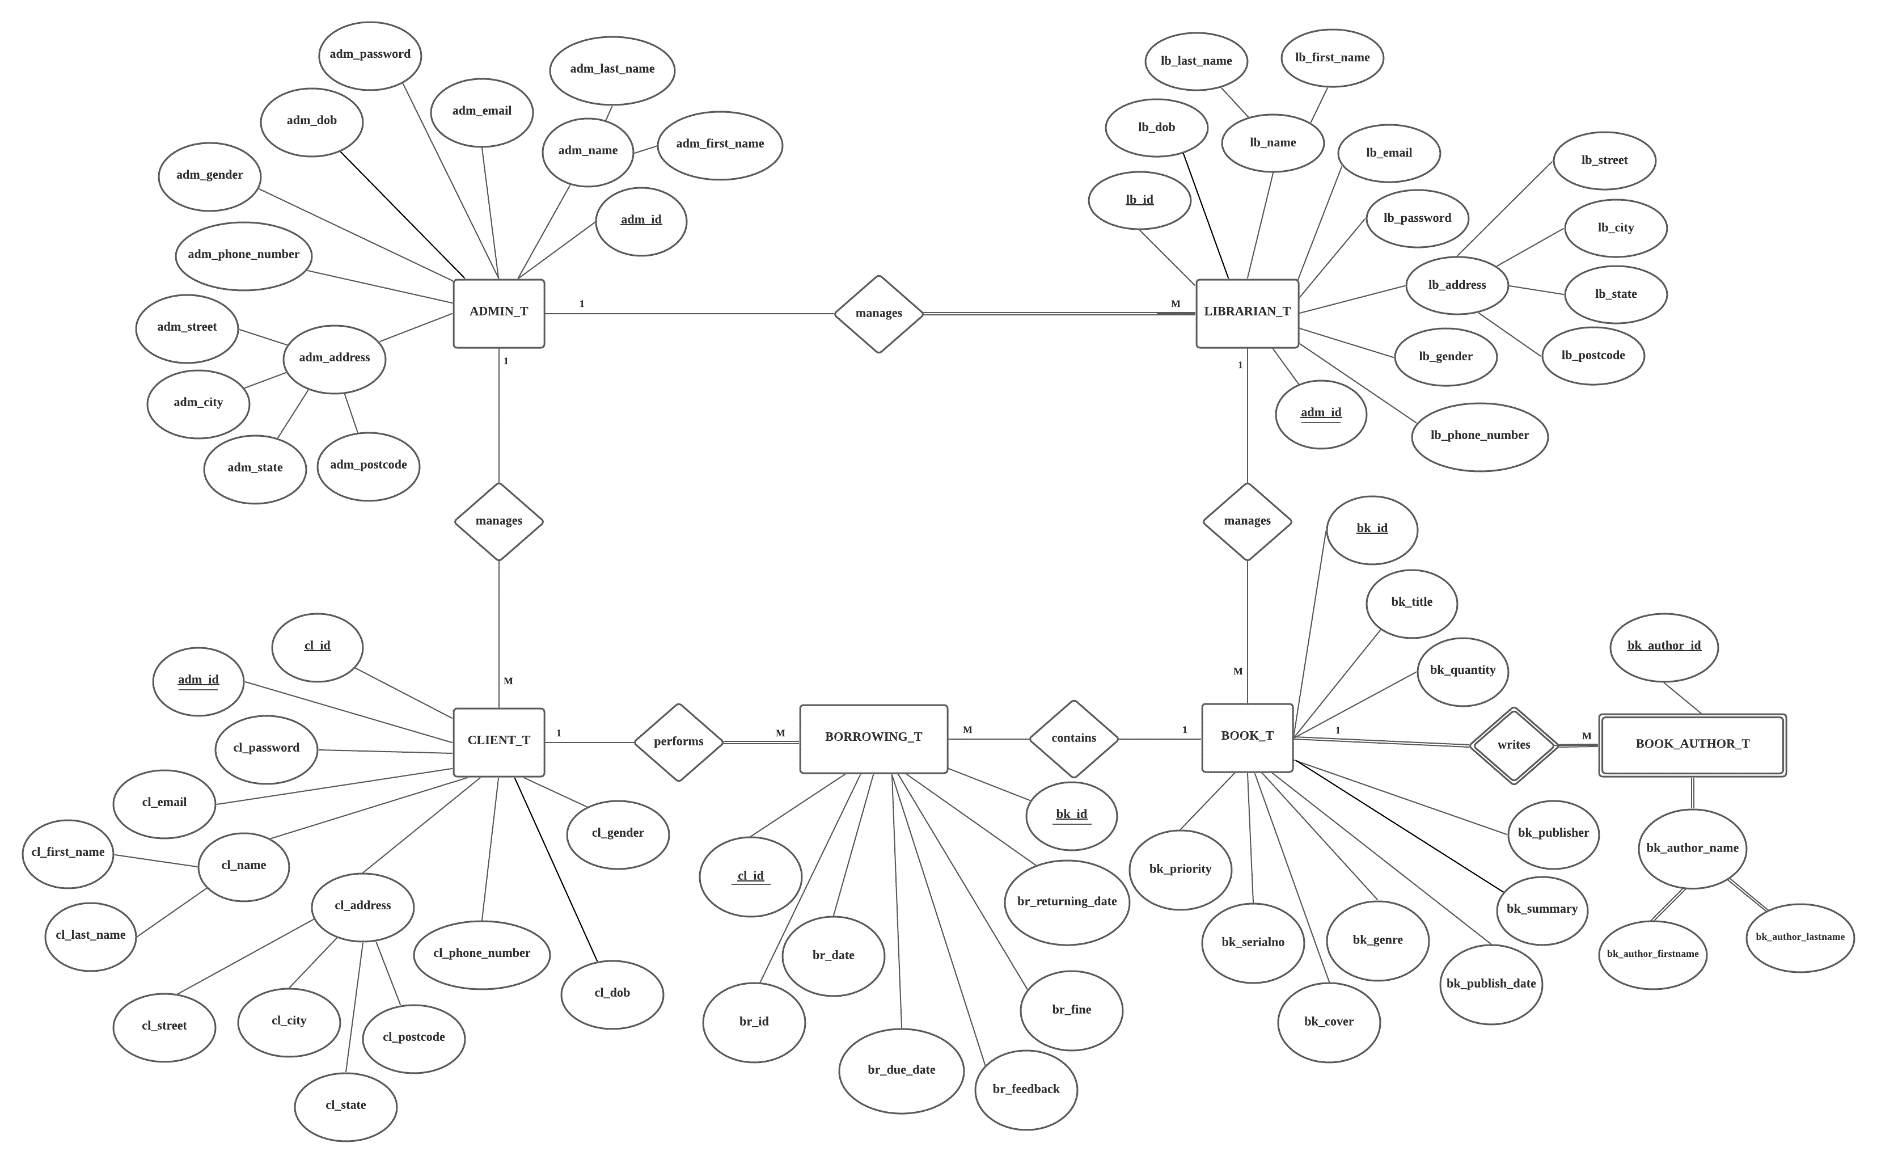 adm_password
adm_last_name
adm_email
adm_dob
adm_name
adm_first_name
adm_gender
adm_id
adm_phone_number
adm_street
adm_address
adm_city
adm_state
adm_postcode
ADMIN_T
1
manages
M
LIBRARIAN_T
lb_last_name
lb_first_name
lb_dob
lb_name
lb_email
lb_id
lb_password
lb_street
lb_city
lb_address
lb_state
lb_gender
lb_postcode
adm_id
lb_phone_number
1
manages
M
1
manages
M
cl_id
adm_id
cl_password
CLIENT_T
cl_email
cl_first_name
cl_name
cl_last_name
cl_address
cl_gender
cl_phone_number
cl_dob
cl_street
cl_city
cl_postcode
cl_state
1
performs
M
BORROWING_T
cl_id
bk_id
br_date
br_returning_date
br_id
br_fine
br_due_date
br_feedback
M
contains
1
BOOK_T
bk_id
bk_title
bk_quantity
bk_publisher
bk_priority
bk_summary
bk_serialno
bk_genre
bk_publish_date
bk_cover
1
writes
M
BOOK_AUTHOR_T
bk_author_id
bk_author_name
bk_author_firstname
bk_author_lastname